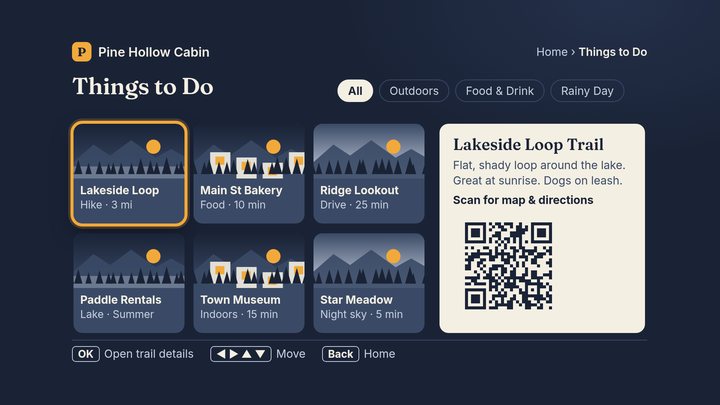 P Pine Hollow Cabin
Home › Things to Do
Things to Do
All Outdoors Food & Drink Rainy Day
Lakeside Loop
Hike · 3 mi
Main St Bakery
Food · 10 min
Ridge Lookout
Drive · 25 min
Paddle Rentals
Lake · Summer
Town Museum
Indoors · 15 min
Star Meadow
Night sky · 5 min
Lakeside Loop Trail
Flat, shady loop around the lake.
Great at sunrise. Dogs on leash.
Scan for map & directions
OK Open trail details ◀ ▶ ▲ ▼ Move Back Home